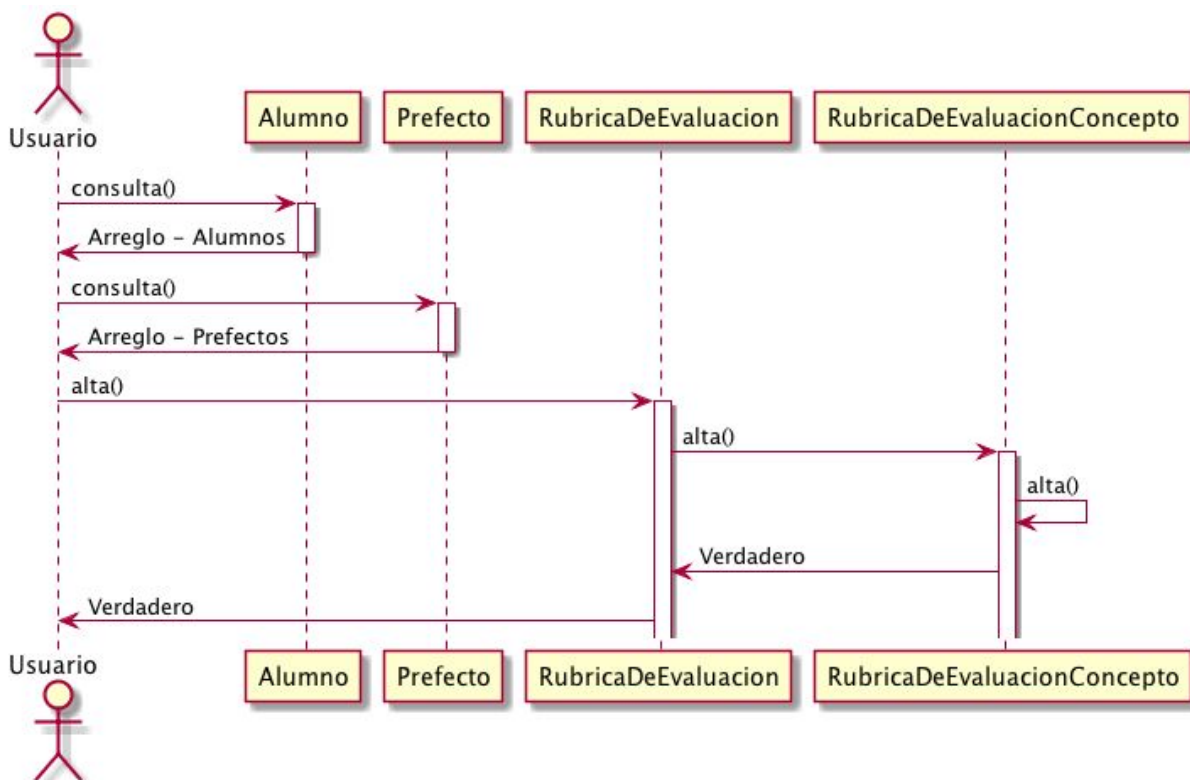 Usuario
Alumno
Prefecto
RubricaDeEvaluacion
RubricaDeEvaluacionConcepto
consulta()
Arreglo - Alumnos
consulta()
Arreglo - Prefectos
alta()
alta()
alta()
Verdadero
Verdadero
Usuario
Alumno
Prefecto
RubricaDeEvaluacion
RubricaDeEvaluacionConcepto